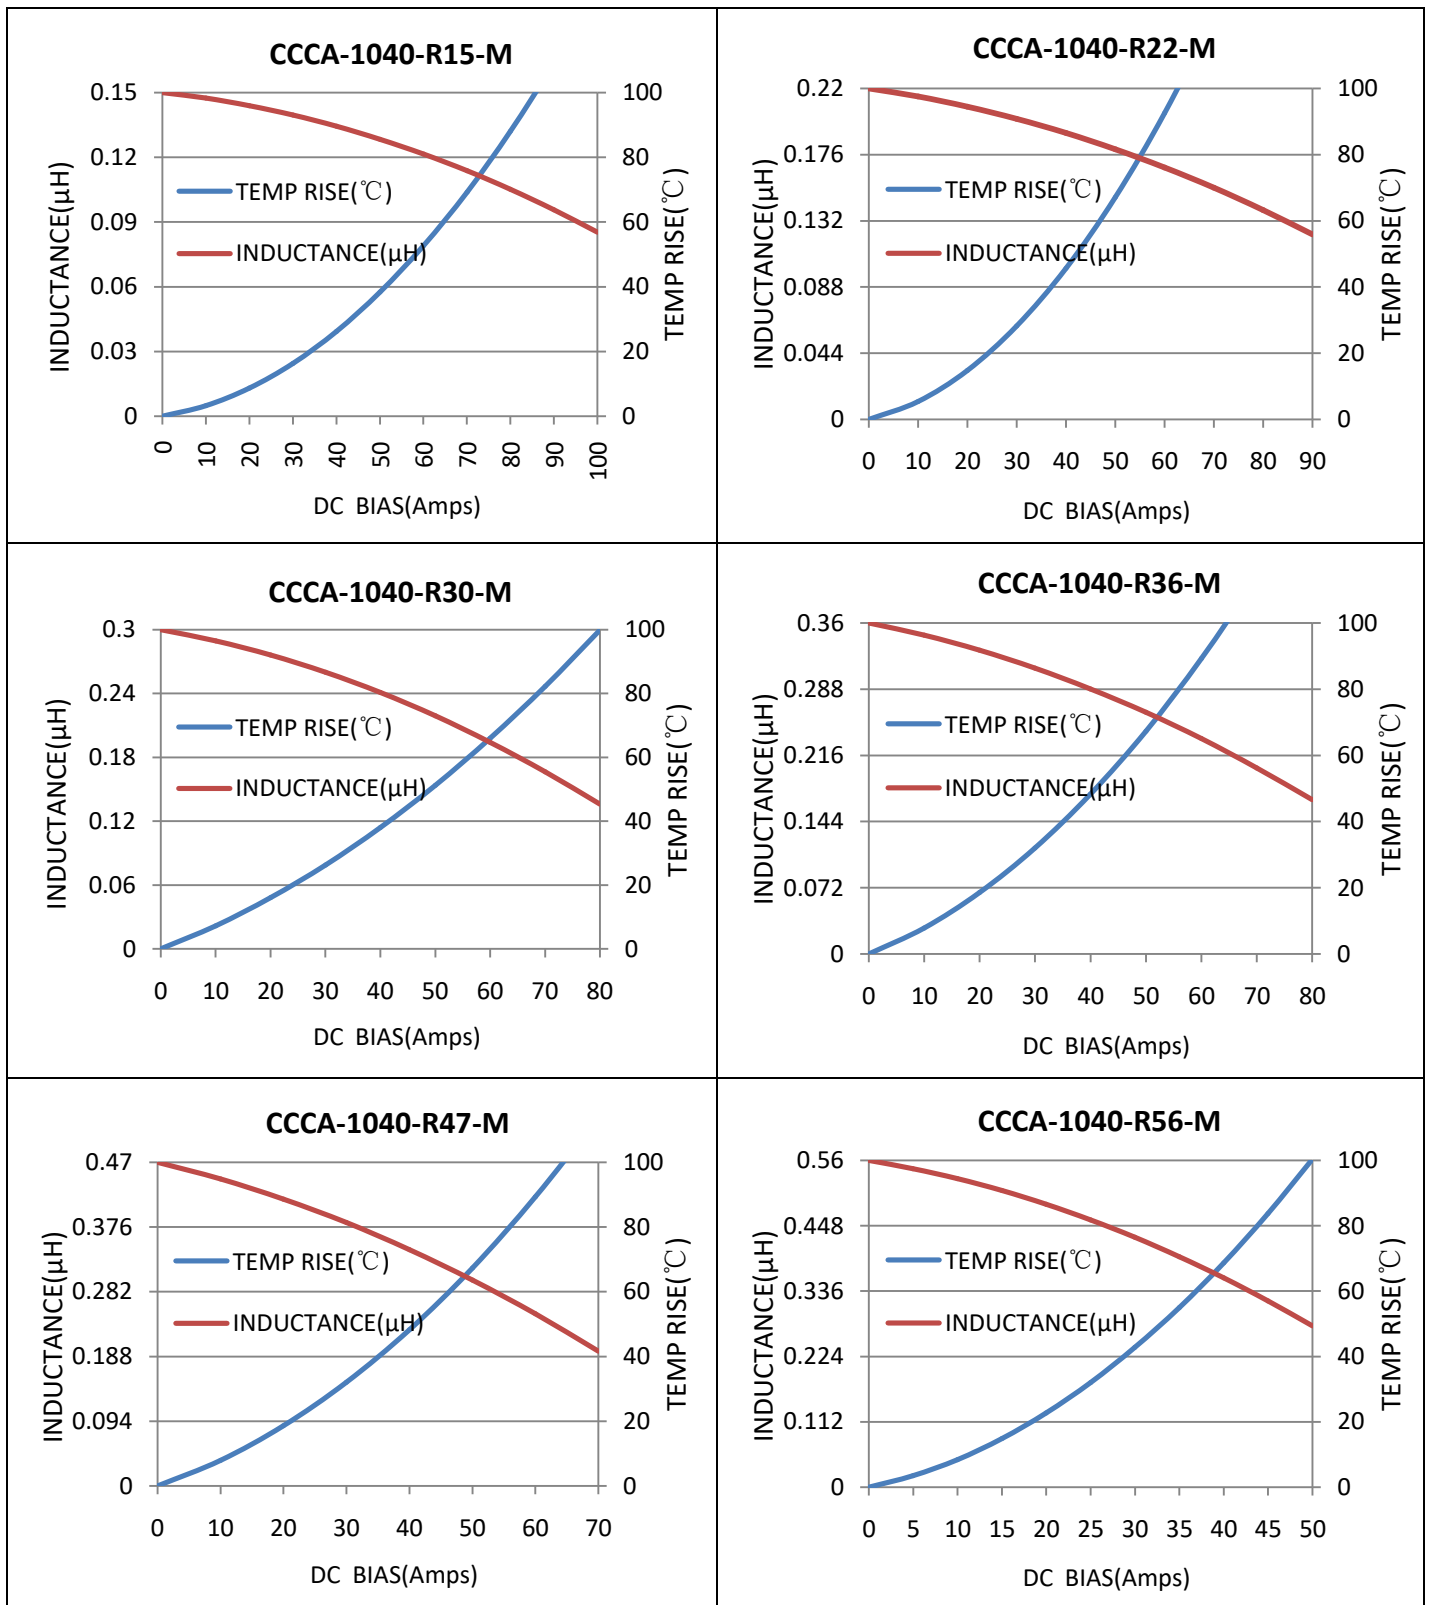 CCCA-1040-R15-M
0.15
0.12
0.09
0.06
0.03
0
INDUCTANCE(µH)
TEMP RISE(℃)
INDUCTANCE(µH)
100
80
60
40
20
0
TEMP RISE(℃)
0 10 20 30 40 50 60 70 80 90 100
DC BIAS(Amps)
CCCA-1040-R22-M
0.22
0.176
0.132
0.088
0.044
0
INDUCTANCE(µH)
TEMP RISE(℃)
INDUCTANCE(µH)
100
80
60
40
20
0
TEMP RISE(℃)
0 10 20 30 40 50 60 70 80 90
DC BIAS(Amps)
CCCA-1040-R30-M
0.3
0.24
0.18
0.12
0.06
0
INDUCTANCE(µH)
TEMP RISE(℃)
INDUCTANCE(µH)
100
80
60
40
20
0
TEMP RISE(℃)
0 10 20 30 40 50 60 70 80
DC BIAS(Amps)
CCCA-1040-R36-M
0.36
0.288
0.216
0.144
0.072
0
INDUCTANCE(µH)
TEMP RISE(℃)
INDUCTANCE(µH)
100
80
60
40
20
0
TEMP RISE(℃)
0 10 20 30 40 50 60 70 80
DC BIAS(Amps)
CCCA-1040-R47-M
0.47
0.376
0.282
0.188
0.094
0
INDUCTANCE(µH)
TEMP RISE(℃)
INDUCTANCE(µH)
100
80
60
40
20
0
TEMP RISE(℃)
0 10 20 30 40 50 60 70
DC BIAS(Amps)
CCCA-1040-R56-M
0.56
0.448
0.336
0.224
0.112
0
INDUCTANCE(µH)
TEMP RISE(℃)
INDUCTANCE(µH)
100
80
60
40
20
0
TEMP RISE(℃)
0 5 10 15 20 25 30 35 40 45 50
DC BIAS(Amps)